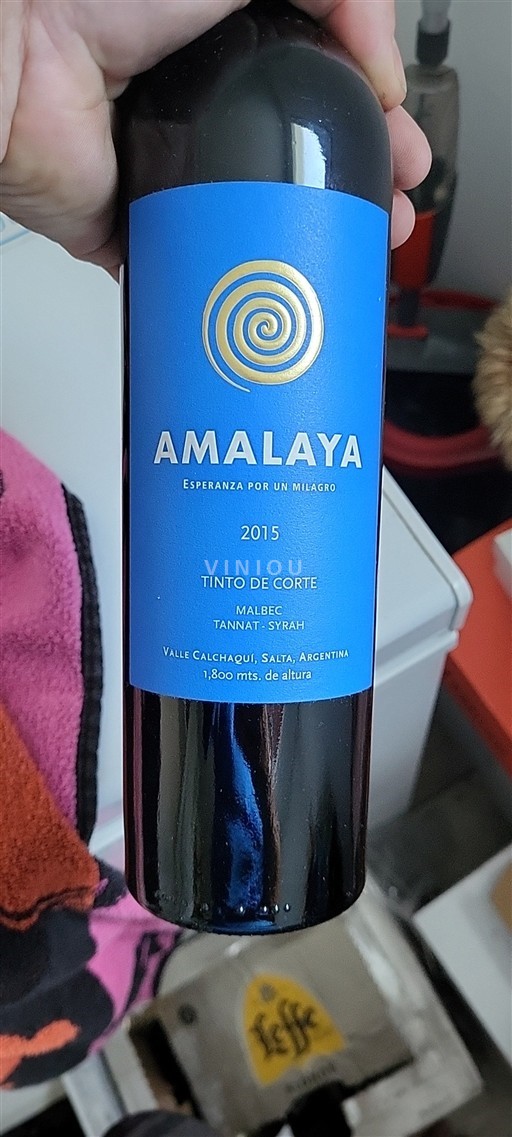 AMALAYA
ESPERANZA POR UN MILAGRO
2015
VINIOU
TINTO DE CORTE
MALBEC
TANNAT - SYRAH
VALLE CALCHAQUÍ, SALTA, ARGENTINA
1,800 mts. de altura
Leffe